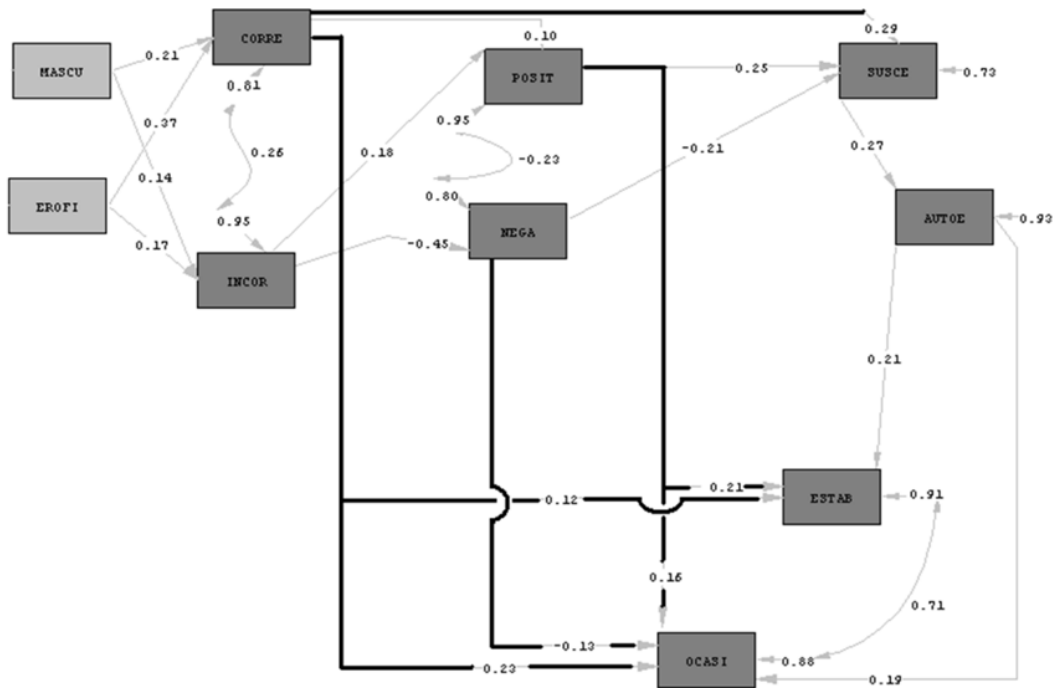 CORRE
0.10
0.29
MASCU
0.21
POSIT
0.25
SUSCE
0.73
0.81
0.37
0.95
0.18
0.26
-0.23
-0.21
0.27
0.14
EROFI
0.80
0.95
0.17
NEGA
-0.45
AUTOE
0.93
INCOR
0.21
0.21
ESTAB
0.91
0.12
0.16
0.71
-0.13
OCASI
0.88
0.23
0.19